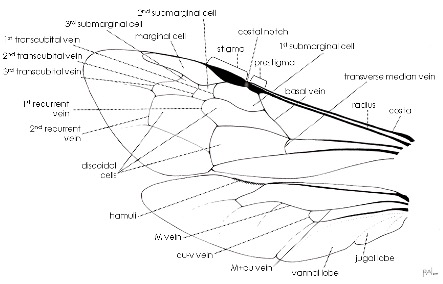 2nd submarginal cell
3rd submarginal cell
costal notch
1st transcubital vein
marginal cell
stigma
1st submarginal cell
2nd transcubital vein
prestigma
3rd transcubital vein
transverse median vein
basal vein
1st recurrent
vein
radius
costa
2nd recurrent
vein
discoidal
cells
hamuli
M vein
cu-v vein
M+cu vein
vannal lobe
jugal lobe